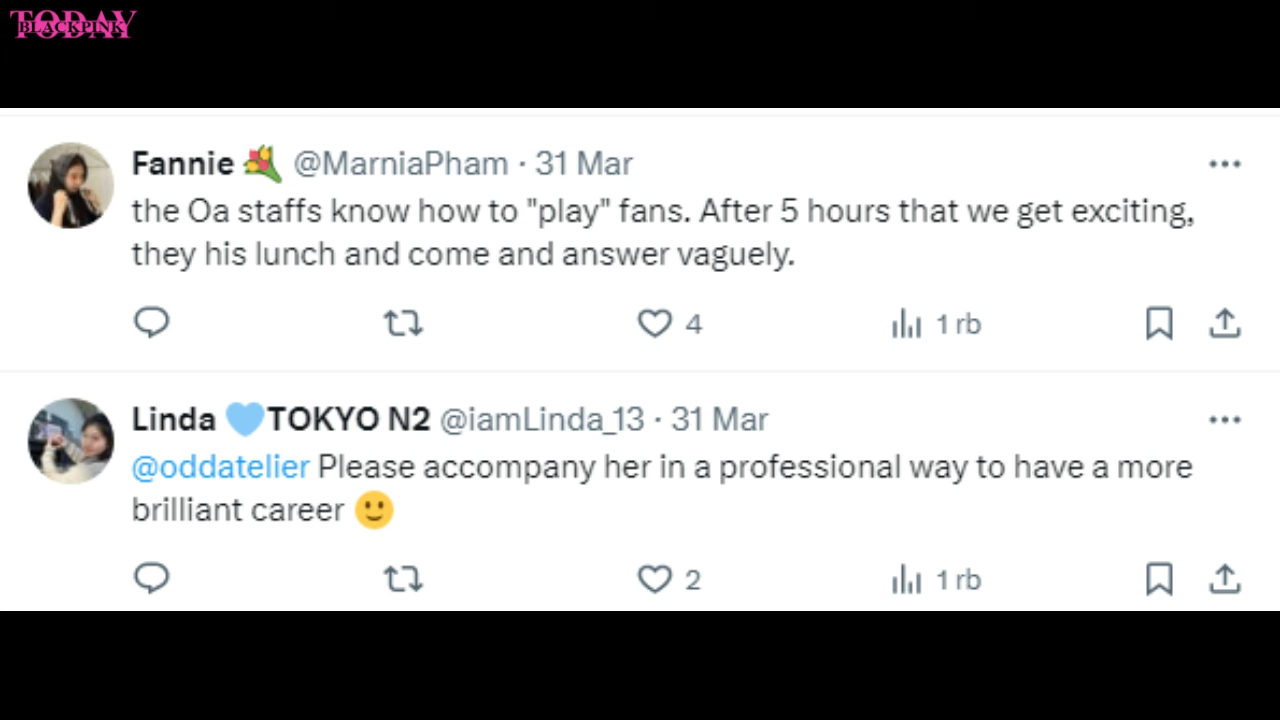 TODAY
BLACKPINK
Fannie 💐 @MarniaPham · 31 Mar
the Oa staffs know how to "play" fans. After 5 hours that we get exciting,
they his lunch and come and answer vaguely.
4 1 rb
Linda 🩵TOKYO N2 @iamLinda_13 · 31 Mar
@oddatelier Please accompany her in a professional way to have a more
brilliant career 🙂
2 1 rb